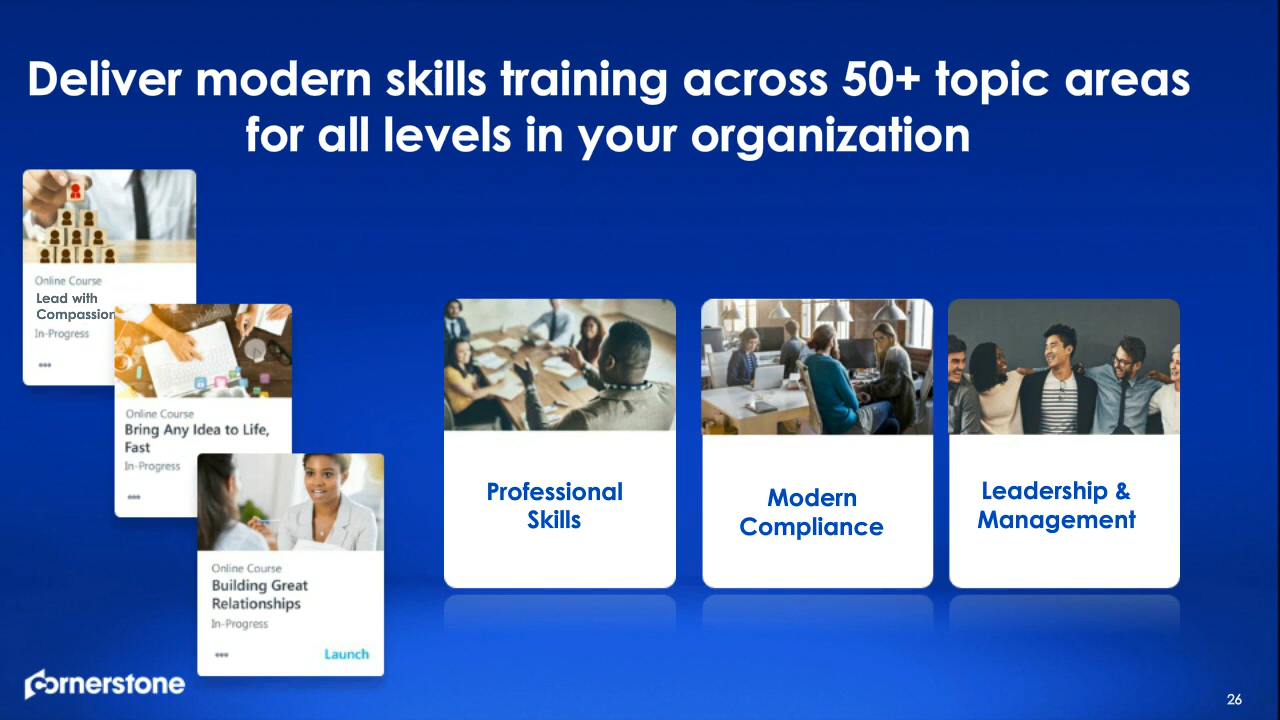 Deliver modern skills training across 50+ topic areas
for all levels in your organization
Online Course
Lead with
Compassion
In-Progress
Online Course
Bring Any Idea to Life,
Fast
In-Progress
Online Course
Building Great
Relationships
In-Progress
Launch
Professional
Skills
Modern
Compliance
Leadership &
Management
cornerstone
26